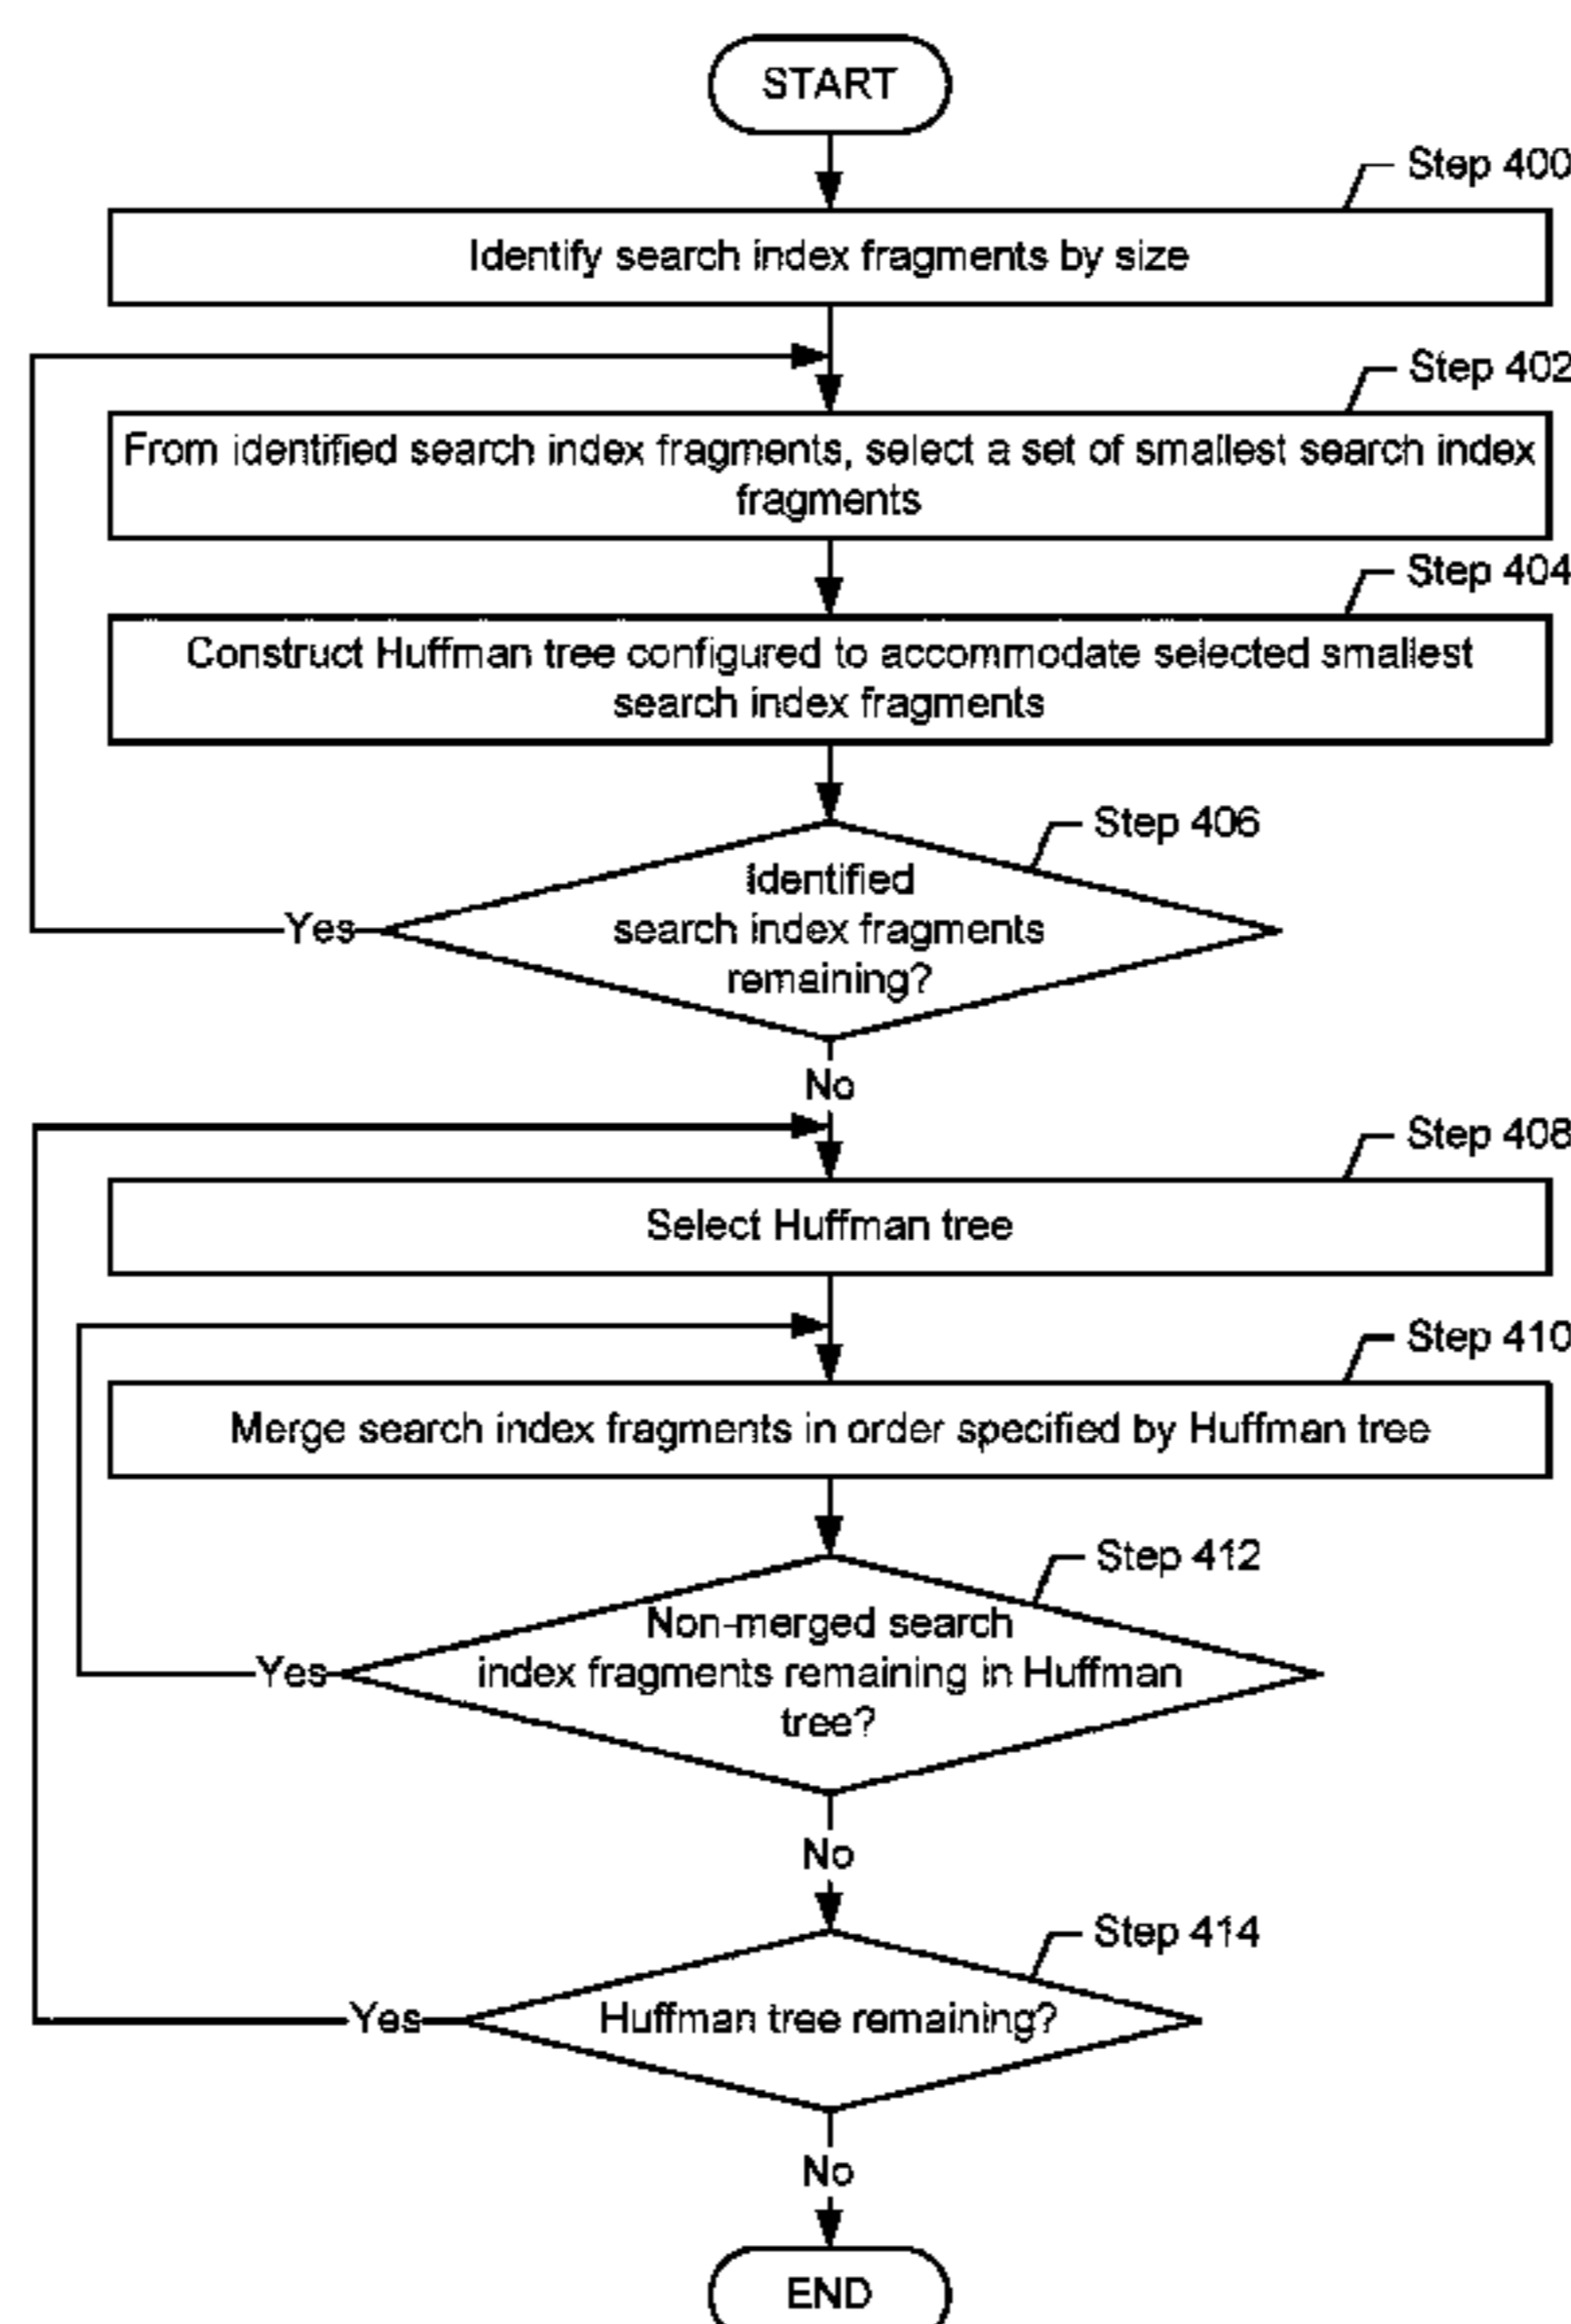 START
Step 400
Identify search index fragments by size
Step 402
From identified search index fragments, select a set of smallest search index
fragments
Step 404
Construct Huffman tree configured to accommodate selected smallest
search index fragments
Step 406
Identified
search index fragments
remaining?
Yes
No
Step 408
Select Huffman tree
Step 410
Merge search index fragments in order specified by Huffman tree
Step 412
Non-merged search
index fragments remaining in Huffman
tree?
Yes
No
Step 414
Huffman tree remaining?
Yes
No
END